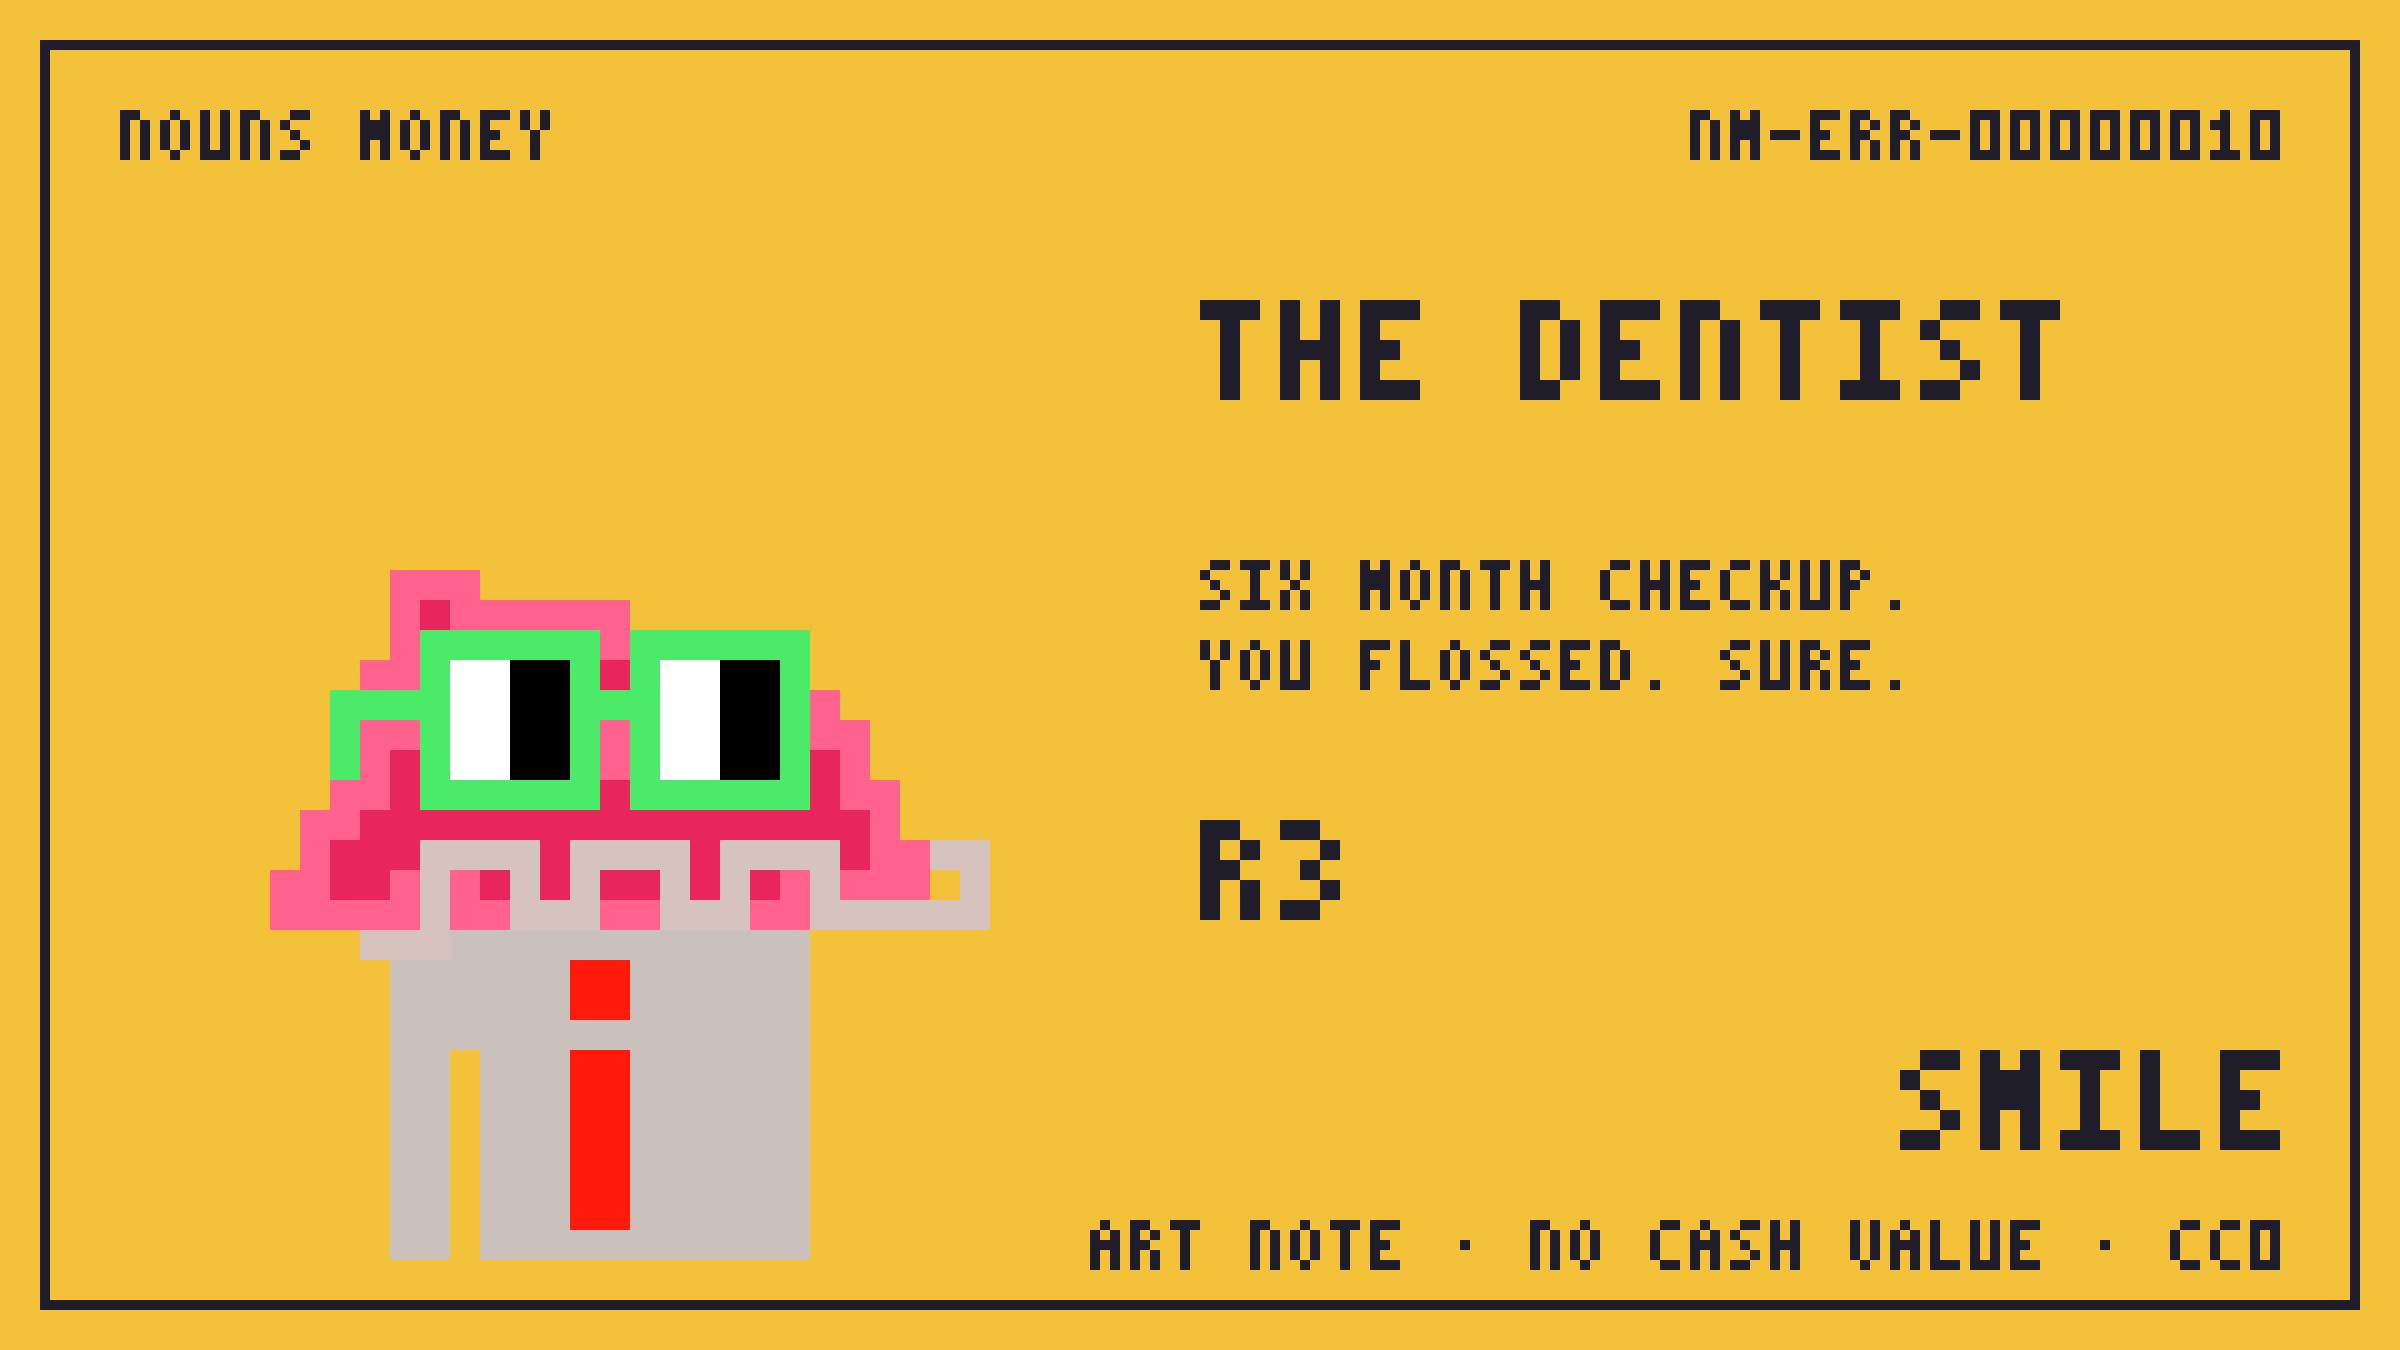 NOUNS MONEY
NM-ERR-00000010
THE DENTIST
SIX MONTH CHECKUP.
YOU FLOSSED. SURE.
R3
SMILE
ART NOTE · NO CASH VALUE · CC0